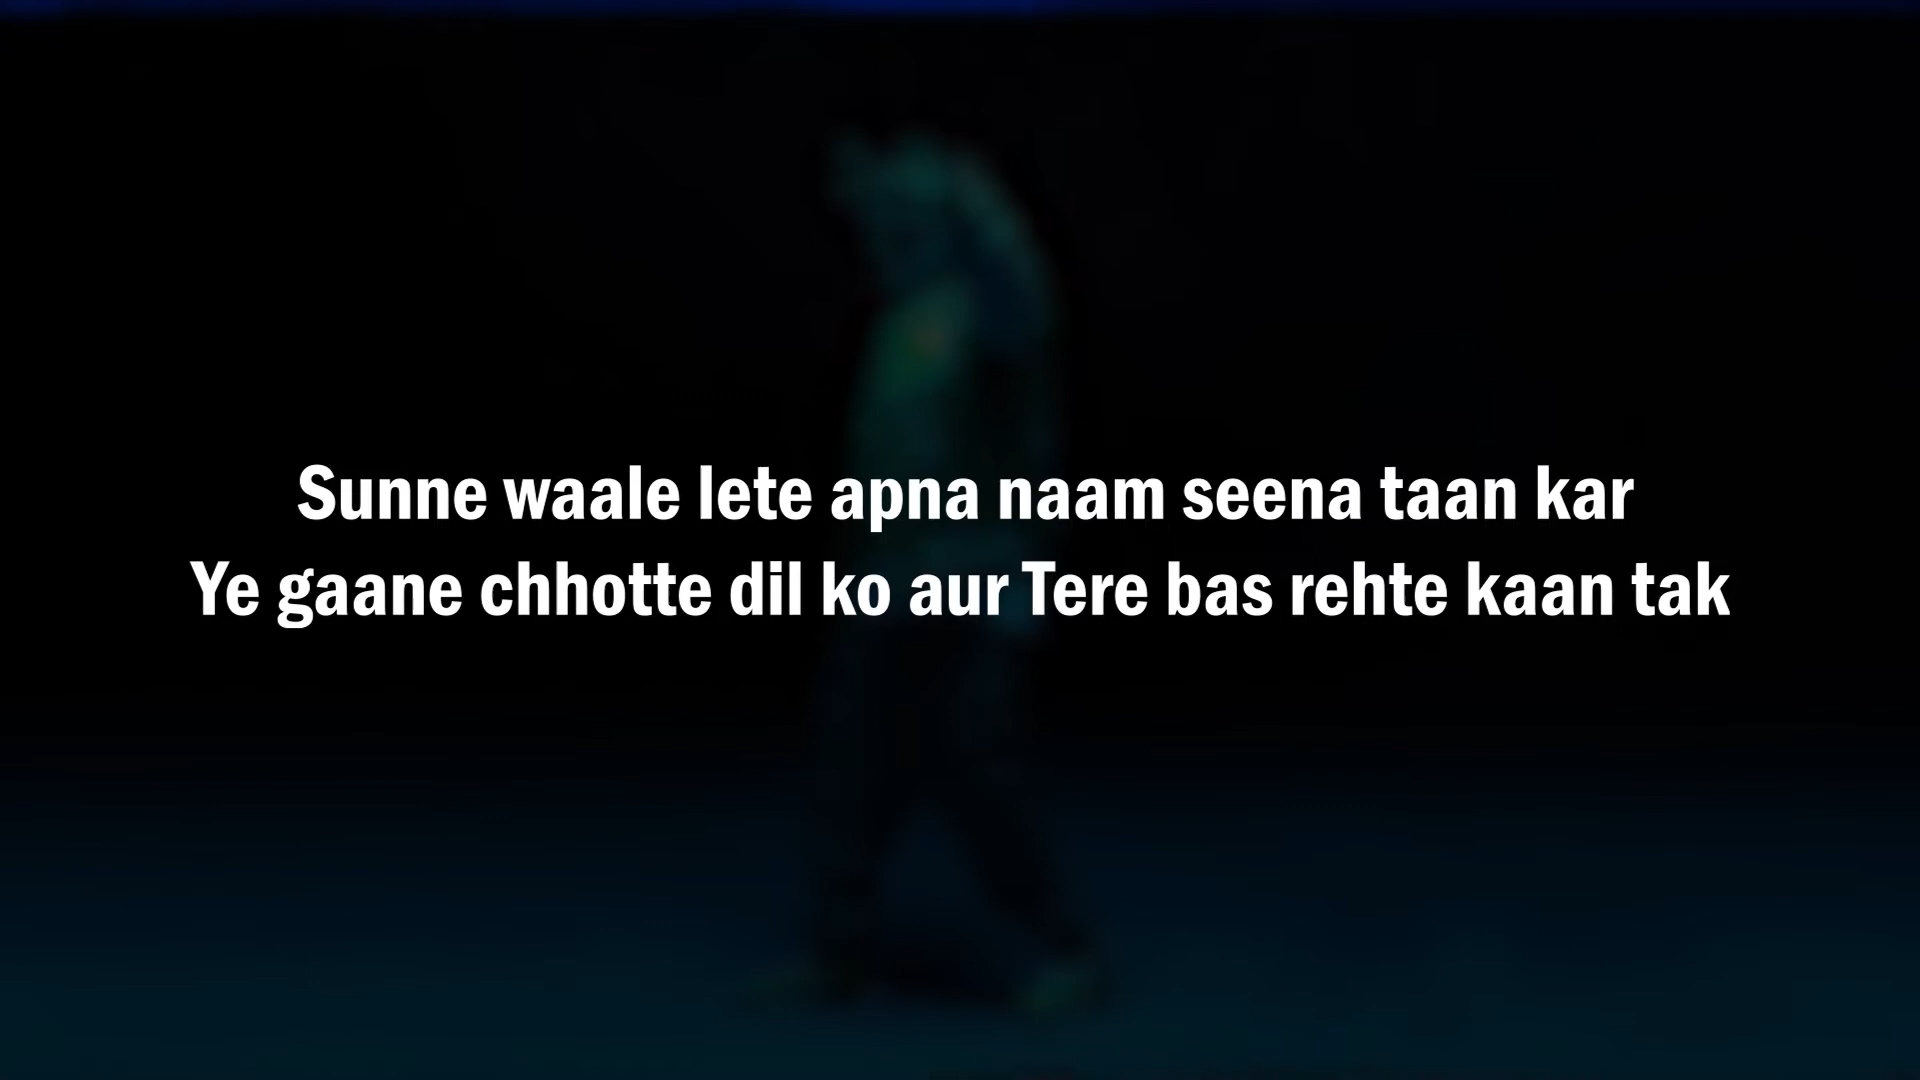 Sunne waale lete apna naam seena taan kar
Ye gaane chhotte dil ko aur Tere bas rehte kaan tak